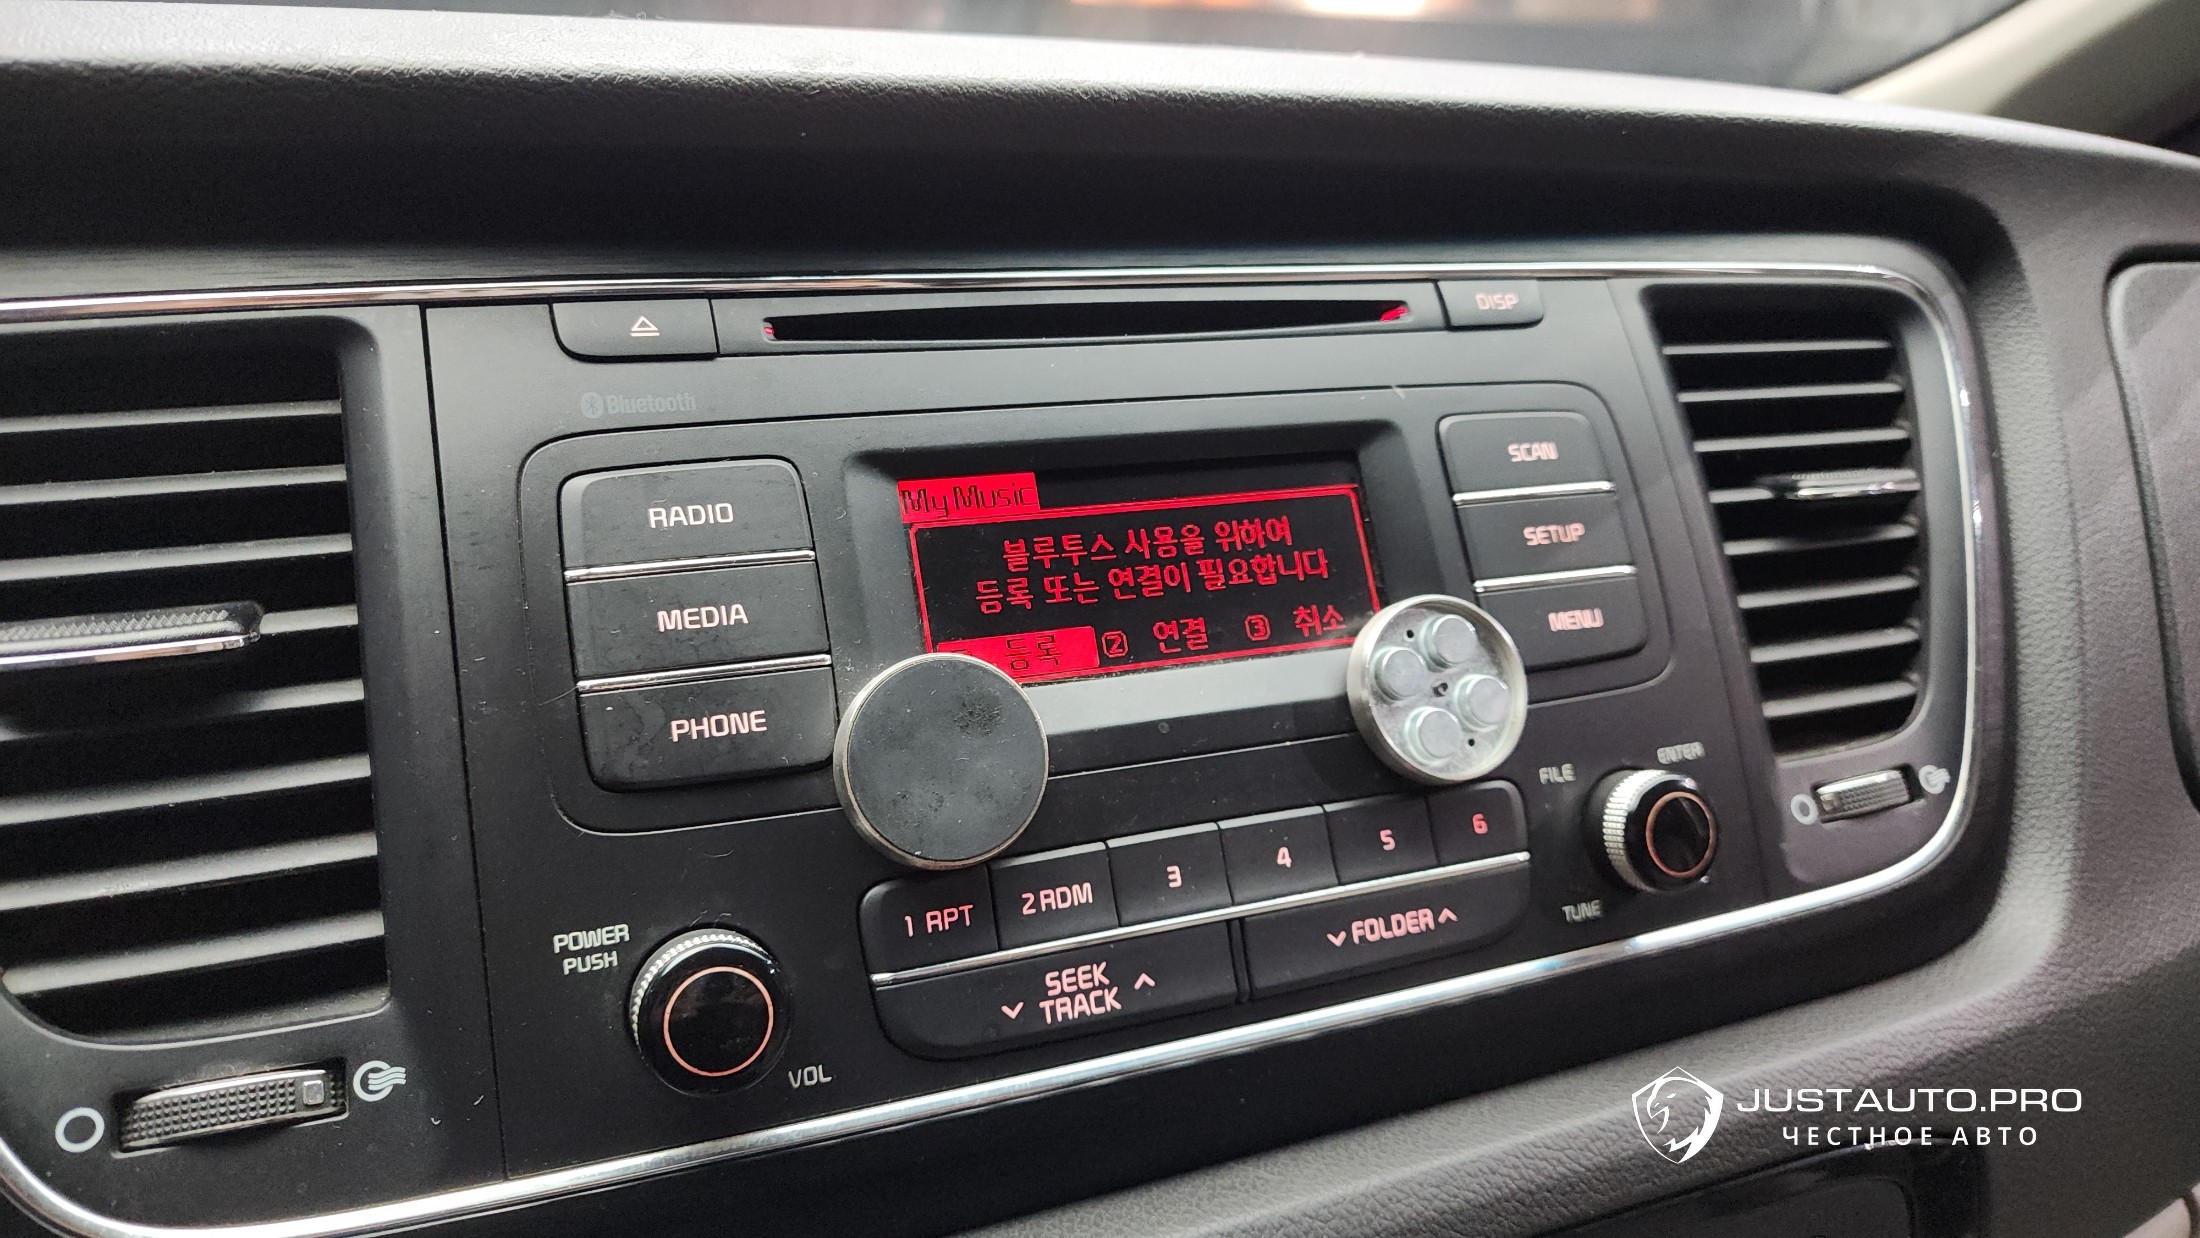 DISP
Bluetooth
RADIO
MEDIA
PHONE
My Music
블루투스 사용을 위하여
등록 또는 연결이 필요합니다
등록 2 연결 3 취소
SCAN
SETUP
MENU
FILE
ENTER
TUNE
1 RPT
2 RDM
3
4
5
6
SEEK
TRACK
FOLDER
POWER
PUSH
VOL
JUSTAUTO.PRO
ЧЕСТНОЕ АВТО